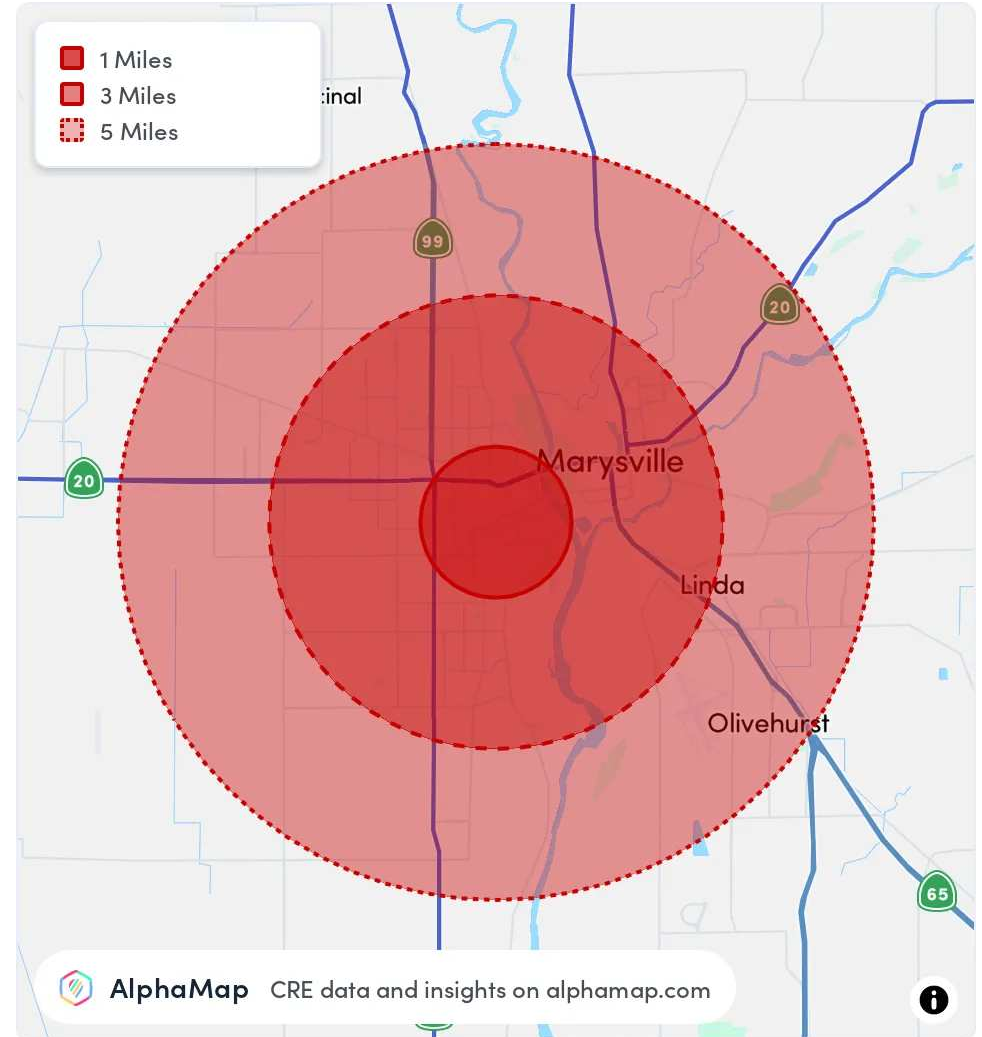 1 Miles
3 Miles
5 Miles
99
20
Marysville
20
Linda
Olivehurst
65
AlphaMap CRE data and insights on alphamap.com